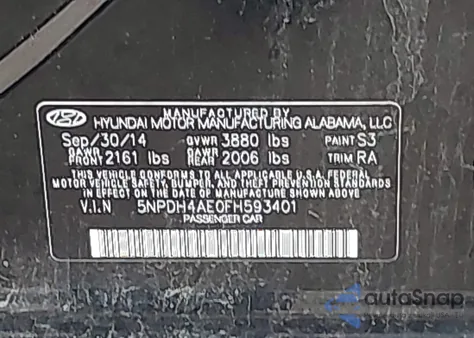 MANUFACTURED BY
HYUNDAI MOTOR MANUFACTURING ALABAMA, LLC
Sep/30/14 GVWR 3880 lbs PAINT S3
GAWR FRONT 2161 lbs GAWR REAR 2006 lbs TRIM RA
THIS VEHICLE CONFORMS TO ALL APPLICABLE U.S. FEDERAL
MOTOR VEHICLE SAFETY, BUMPER, AND THEFT PREVENTION STANDARDS
IN EFFECT ON THE DATE OF MANUFACTURE SHOWN ABOVE
V.I.N. 5NPDH4AE0FH593401
PASSENGER CAR
autoSnap